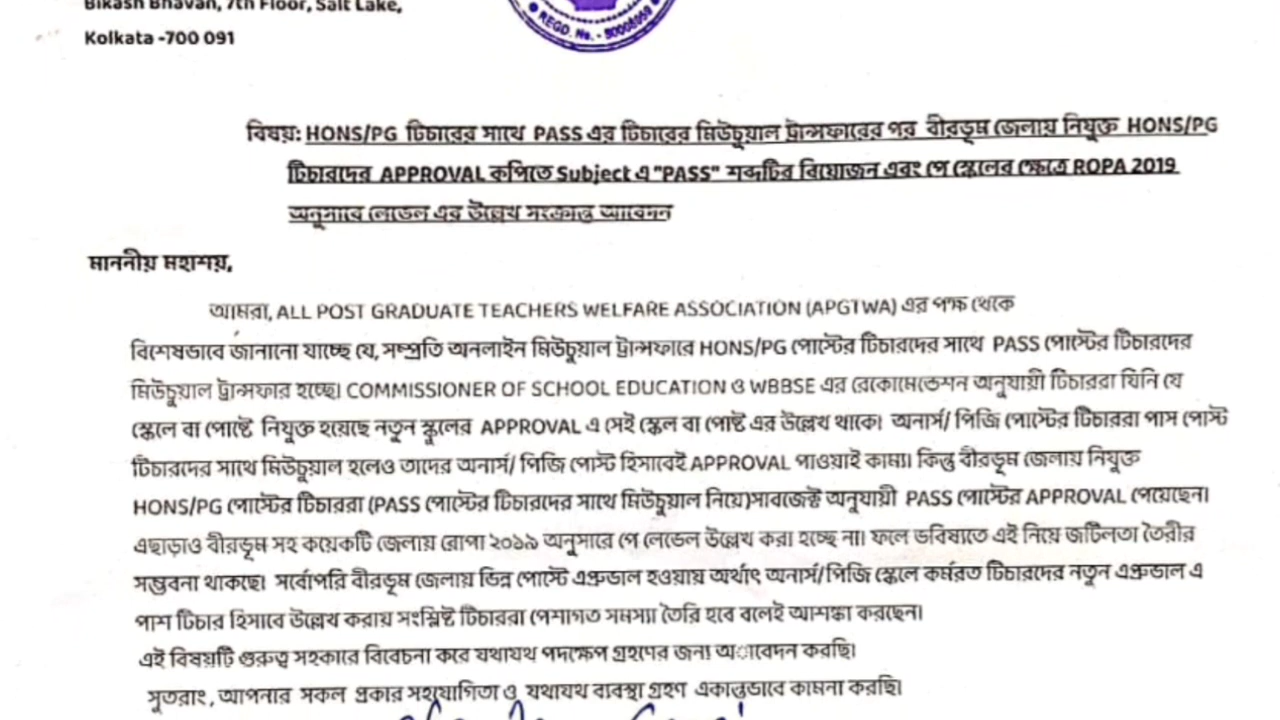 Bikash Bhavan, 7th Floor, Salt Lake,
Kolkata -700 091
REGD. No. - S0008059
বিষয়: HONS/PG টিচারের সাথে PASS এর টিচারের মিউচুয়াল ট্রান্সফারের পর বীরভূম জেলায় নিযুক্ত HONS/PG
টিচারদের APPROVAL কপিতে Subject এ "PASS" শব্দটির বিয়োজন এবং পে স্কেলের ক্ষেত্রে ROPA 2019
অনুসারে লেভেল এর উল্লেখ সংক্রান্ত আবেদন
মাননীয় মহাশয়,
আমরা, ALL POST GRADUATE TEACHERS WELFARE ASSOCIATION (APGTWA) এর পক্ষ থেকে
বিশেষভাবে জানানো যাচ্ছে যে, সম্প্রতি অনলাইন মিউচুয়াল ট্রান্সফারে HONS/PG পোস্টের টিচারদের সাথে PASS পোস্টের টিচারদের
মিউচুয়াল ট্রান্সফার হচ্ছে। COMMISSIONER OF SCHOOL EDUCATION ও WBBSE এর রেকোমেন্ডেশন অনুযায়ী টিচাররা যিনি যে
স্কেলে বা পোষ্টে নিযুক্ত হয়েছে নতুন স্কুলের APPROVAL এ সেই স্কেল বা পোষ্ট এর উল্লেখ থাকে। অনার্স/ পিজি পোস্টের টিচাররা পাস পোস্ট
টিচারদের সাথে মিউচুয়াল হলেও তাদের অনার্স/ পিজি পোস্ট হিসাবেই APPROVAL পাওয়াই কাম্য। কিন্তু বীরভূম জেলায় নিযুক্ত
HONS/PG পোস্টের টিচাররা (PASS পোস্টের টিচারদের সাথে মিউচুয়াল নিয়ে)সাবজেক্ট অনুযায়ী PASS পোস্টের APPROVAL পেয়েছেন।
এছাড়াও বীরভূম সহ কয়েকটি জেলায় রোপা ২০১৯ অনুসারে পে লেভেল উল্লেখ করা হচ্ছে না। ফলে ভবিষ্যতে এই নিয়ে জটিলতা তৈরীর
সম্ভবনা থাকছে। সর্বোপরি বীরভূম জেলায় ভিন্ন পোস্টে এপ্রুভাল হওয়ায় অর্থাৎ অনার্স/পিজি স্কেলে কর্মরত টিচারদের নতুন এপ্রুভাল এ
পাশ টিচার হিসাবে উল্লেখ করায় সংশ্লিষ্ট টিচাররা পেশাগত সমস্যা তৈরি হবে বলেই আশঙ্কা করছেন।
এই বিষয়টি গুরুত্ব সহকারে বিবেচনা করে যথাযথ পদক্ষেপ গ্রহণের জন্য অাবেদন করছি।
সুতরাং, আপনার সকল প্রকার সহযোগিতা ও যথাযথ ব্যবস্থা গ্রহণ একান্তভাবে কামনা করছি।